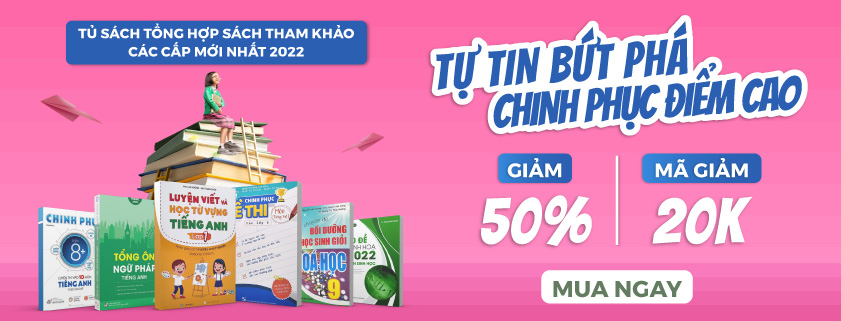 TỦ SÁCH TỔNG HỢP SÁCH THAM KHẢO
CÁC CẤP MỚI NHẤT 2022
TỰ TIN BỨT PHÁ
CHINH PHỤC ĐIỂM CAO
GIẢM
50%
MÃ GIẢM
20K
MUA NGAY
CHINH PHỤ
8+
TIẾNG ANH
TỔNG ÔN
NGỮ PHÁP
TIẾNG ANH
LUYỆN VIẾT VÀ
HỌC TỪ VỰNG
TIẾNG ANH
CHINH PHỤC
Ề THI
BỒI DƯỠNG
HỌC SINH GIỎI
OÁ HỌC
9
ĐỀ
2022